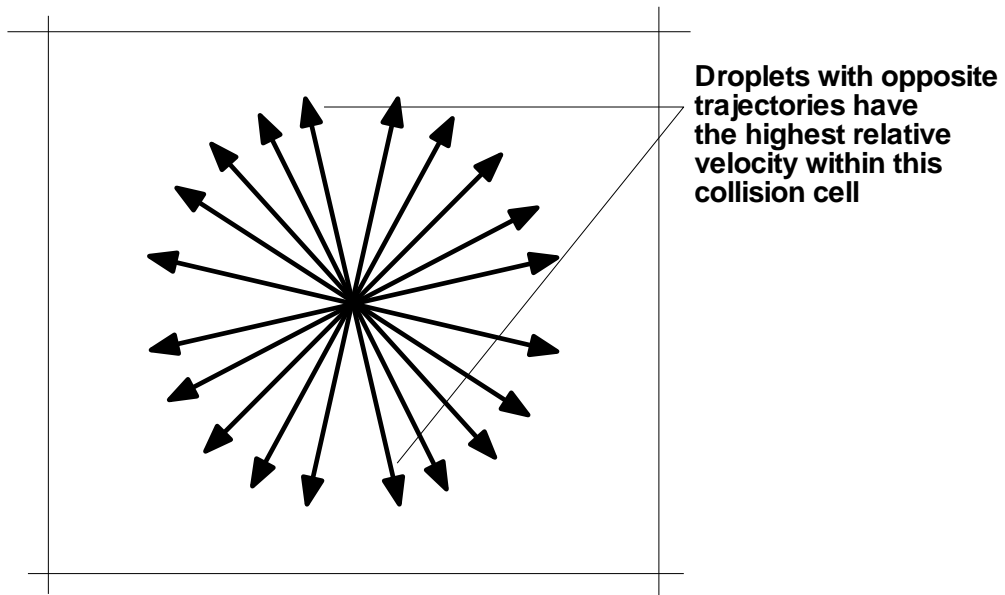 Droplets with opposite
trajectories have
the highest relative
velocity within this
collision cell